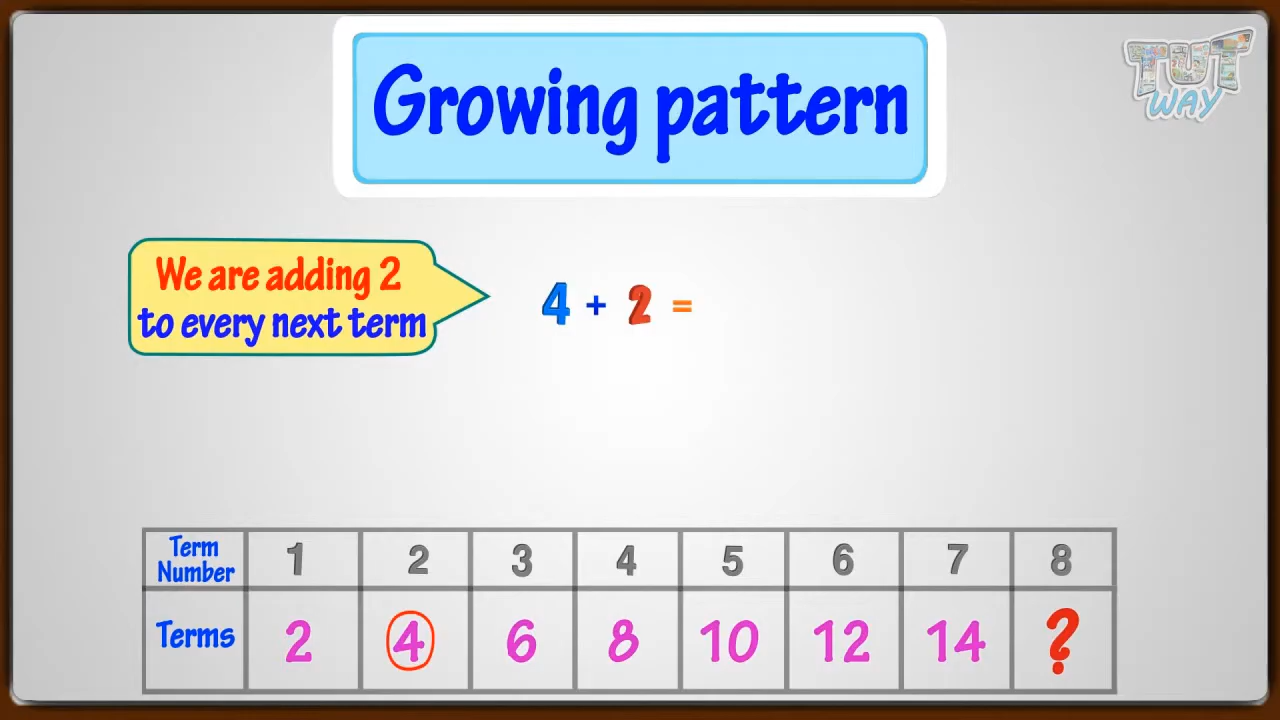 Growing pattern
TUT
WAY
We are adding 2
to every next term
4 + 2 =
Term Number 1 2 3 4 5 6 7 8
Terms 2 4 6 8 10 12 14 ?